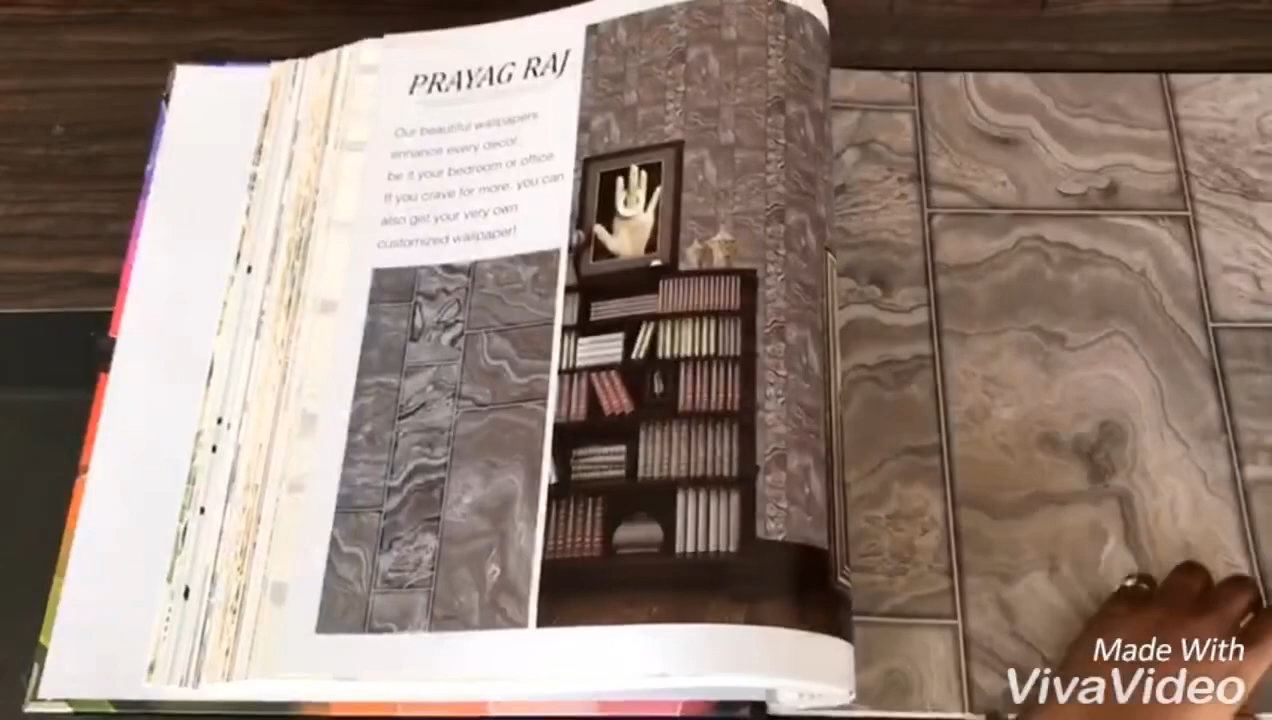 PRAYAG RAJ
Our beautiful wallpapers
enhance every decor
be it your bedroom or office
If you crave for more, you can
also get your very own
customized wallpaper!
Made With
VivaVideo